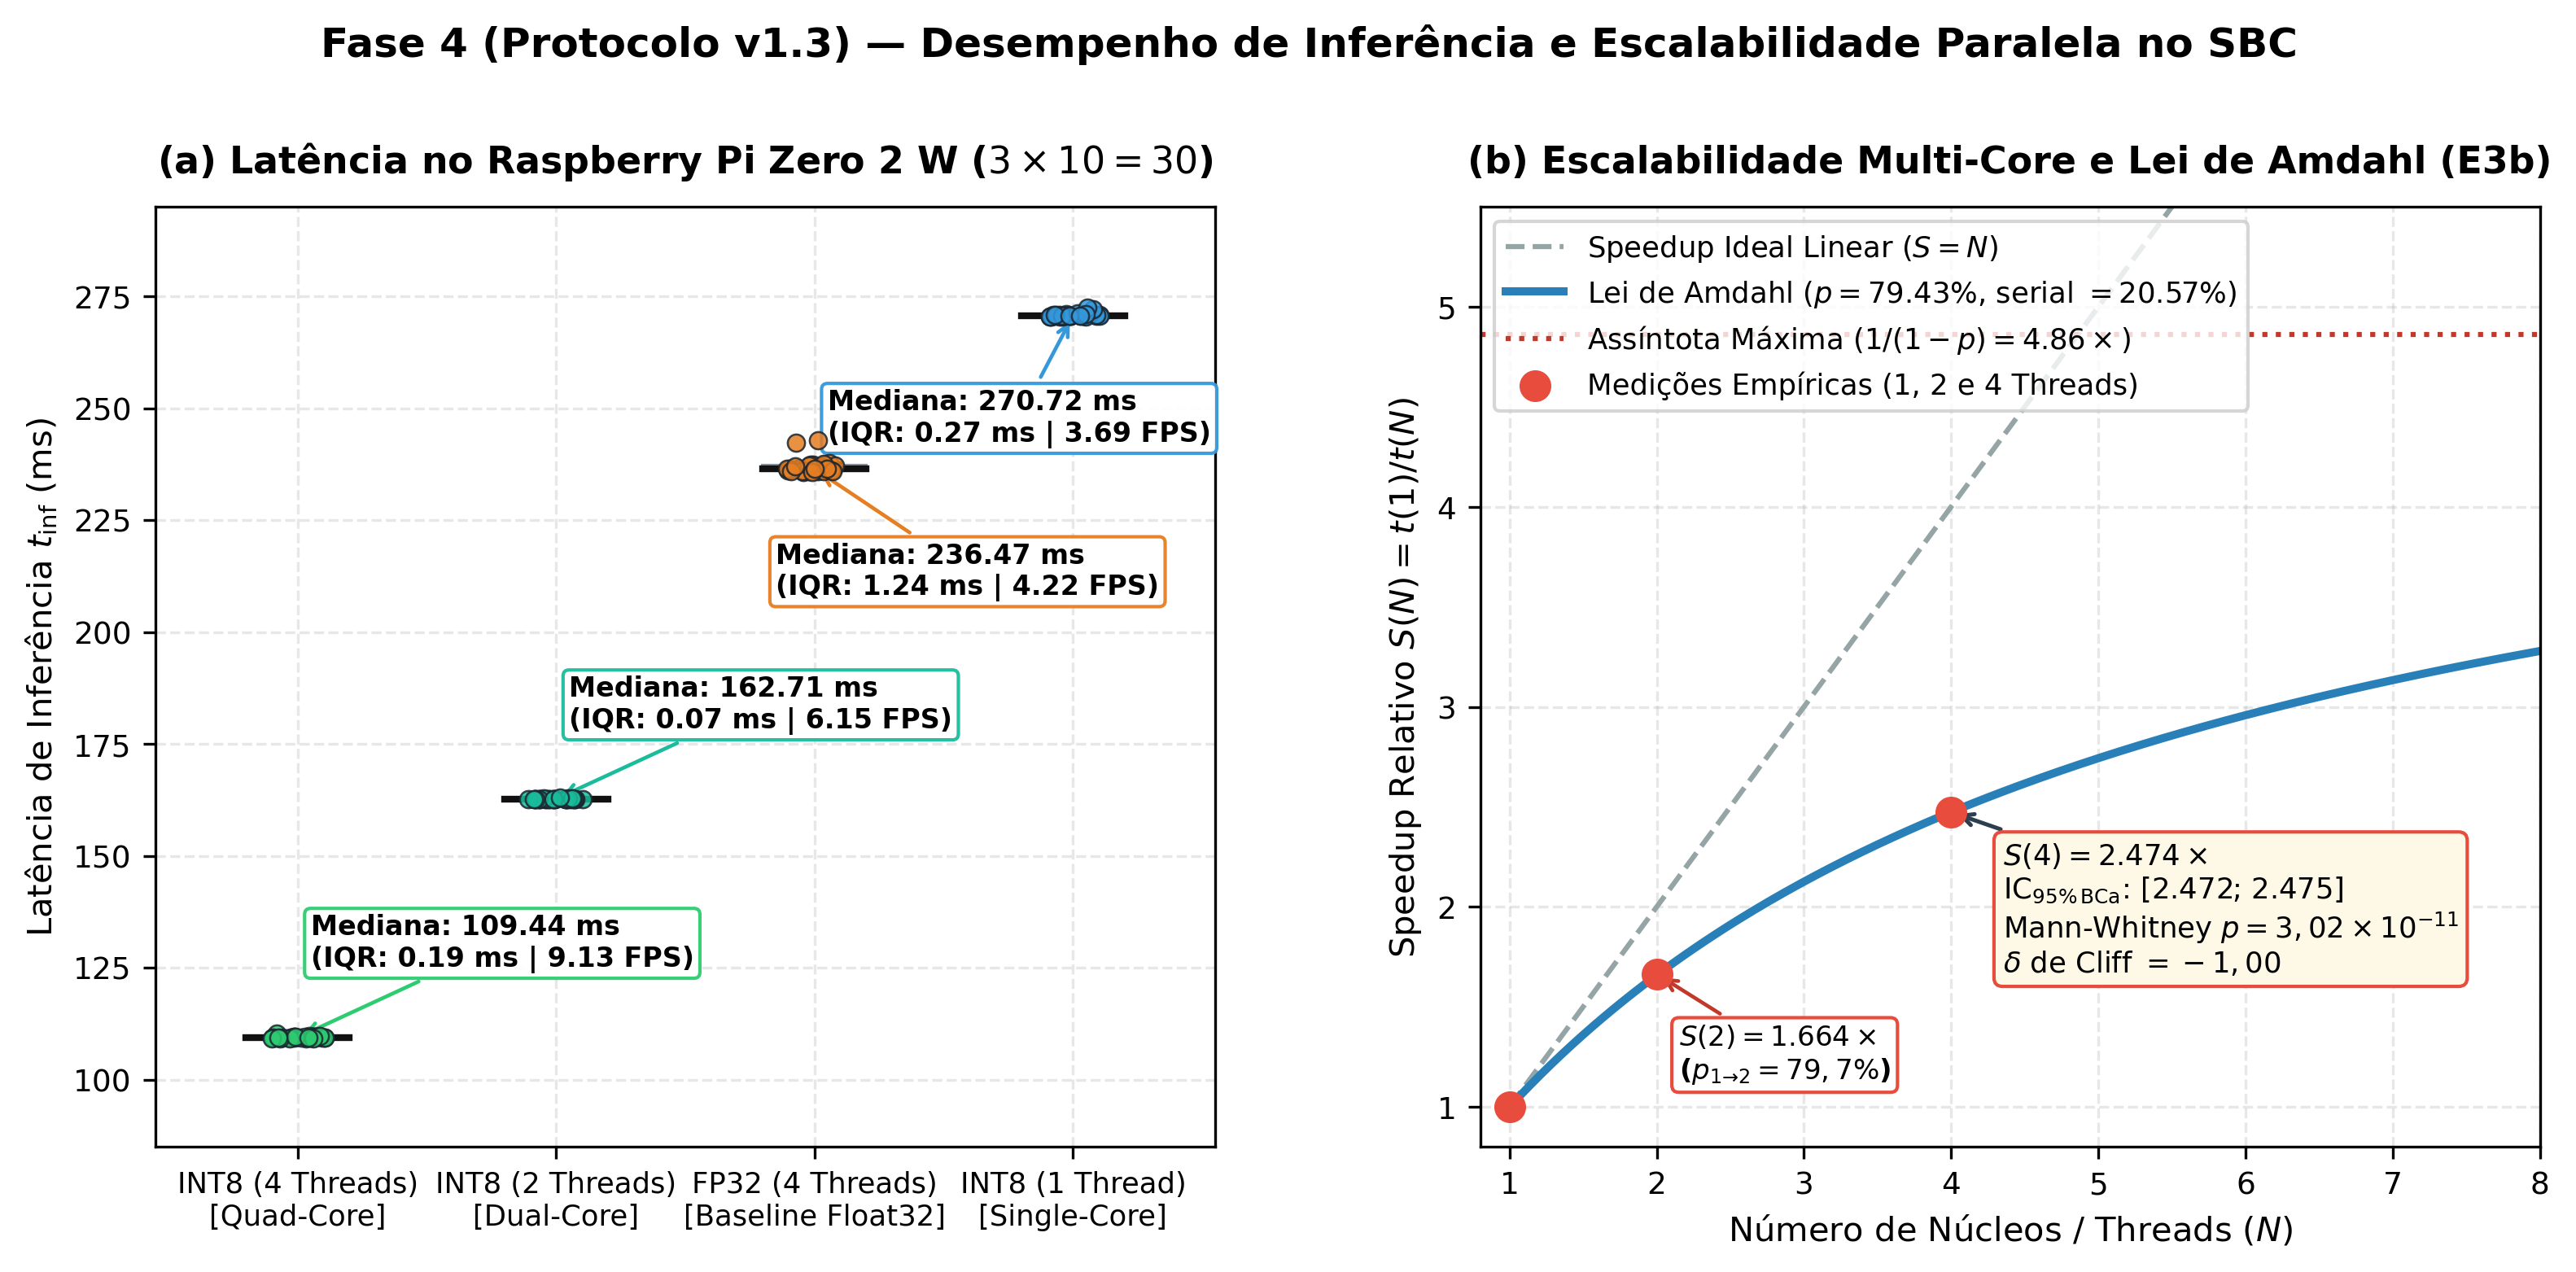 Fase 4 (Protocolo v1.3) — Desempenho de Inferência e Escalabilidade Paralela no SBC
(a) Latência no Raspberry Pi Zero 2 W (3 × 10 = 30)
Latência de Inferência t_inf (ms)
275
250
225
200
175
150
125
100
Mediana: 270.72 ms
(IQR: 0.27 ms | 3.69 FPS)
Mediana: 236.47 ms
(IQR: 1.24 ms | 4.22 FPS)
Mediana: 162.71 ms
(IQR: 0.07 ms | 6.15 FPS)
Mediana: 109.44 ms
(IQR: 0.19 ms | 9.13 FPS)
INT8 (4 Threads)
[Quad-Core]
INT8 (2 Threads)
[Dual-Core]
FP32 (4 Threads)
[Baseline Float32]
INT8 (1 Thread)
[Single-Core]
(b) Escalabilidade Multi-Core e Lei de Amdahl (E3b)
Speedup Relativo S(N) = t(1)/t(N)
5
4
3
2
1
Speedup Ideal Linear (S = N)
Lei de Amdahl (p = 79.43%, serial = 20.57%)
Assíntota Máxima (1/(1 − p) = 4.86 ×)
Medições Empíricas (1, 2 e 4 Threads)
S(4) = 2.474 ×
IC_95% BCa: [2.472; 2.475]
Mann-Whitney p = 3,02 × 10^−11
δ de Cliff = −1,00
S(2) = 1.664 ×
(p_1→2 = 79,7%)
1
2
3
4
5
6
7
8
Número de Núcleos / Threads (N)